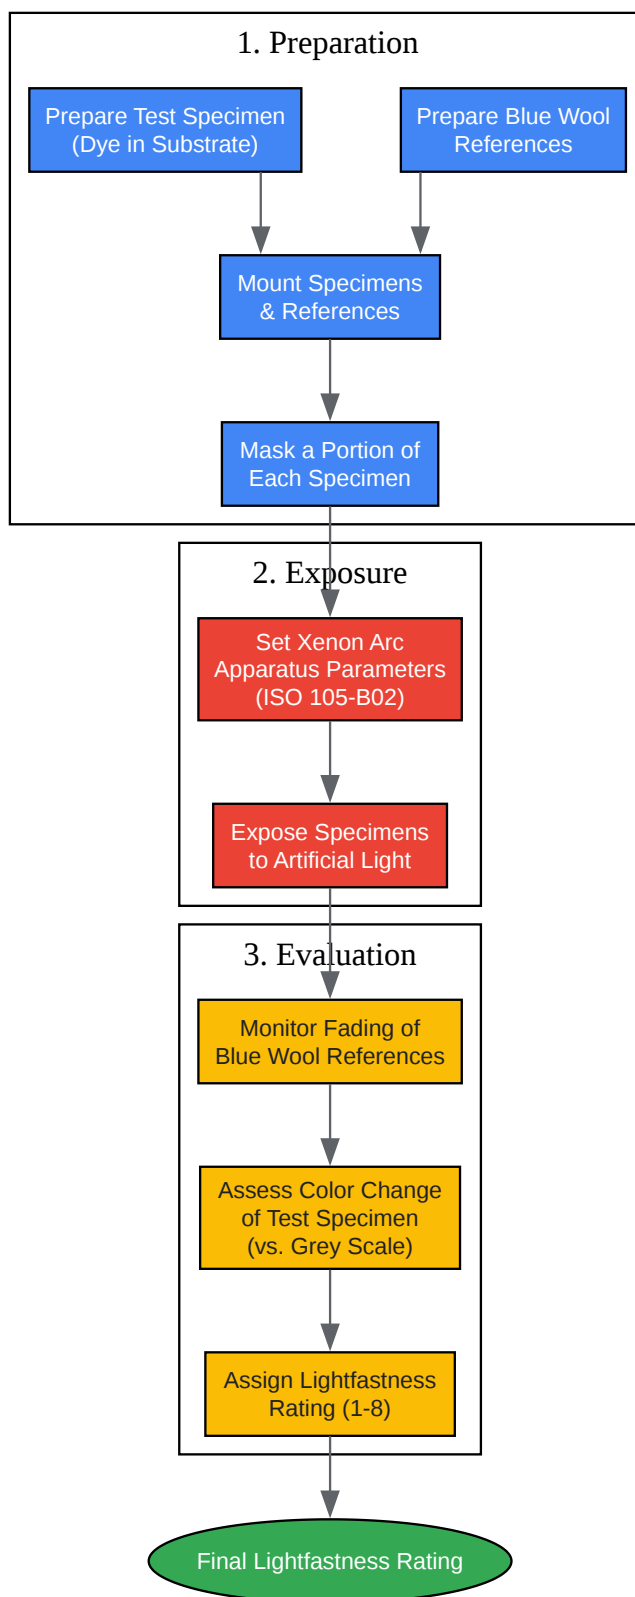 1. Preparation
Prepare Test Specimen
(Dye in Substrate)
Prepare Blue Wool
References
Mount Specimens
& References
Mask a Portion of
Each Specimen
2. Exposure
Set Xenon Arc
Apparatus Parameters
(ISO 105-B02)
Expose Specimens
to Artificial Light
3. Evaluation
Monitor Fading of
Blue Wool References
Assess Color Change
of Test Specimen
(vs. Grey Scale)
Assign Lightfastness
Rating (1-8)
Final Lightfastness Rating